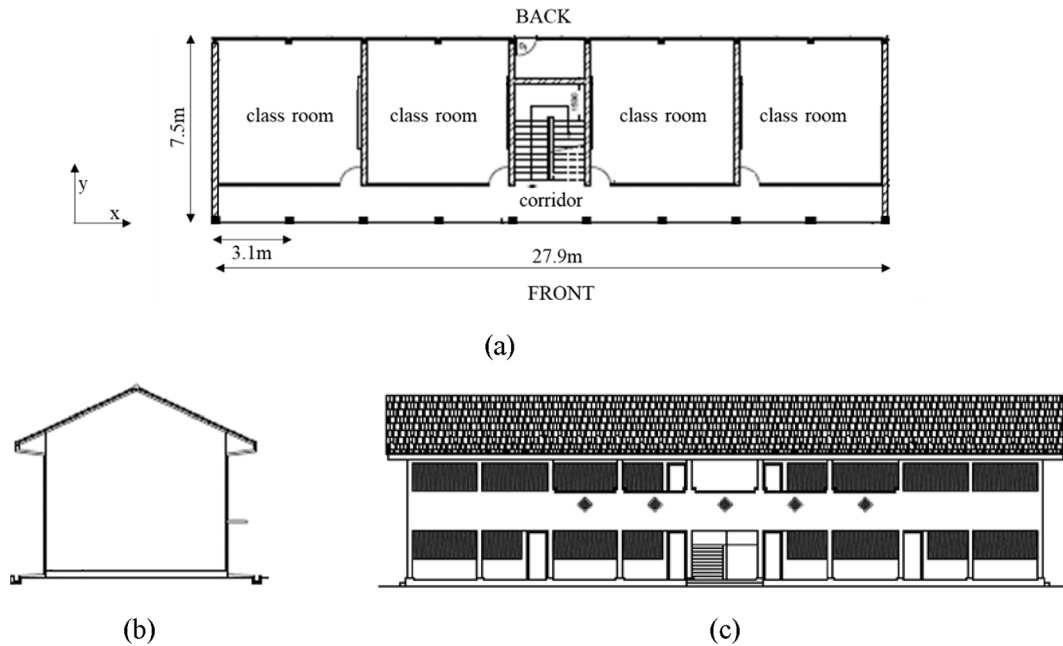 BACK
class room
class room
class room
class room
7.5m
y
x
corridor
3.1m
27.9m
FRONT
(a)
(b)
(c)